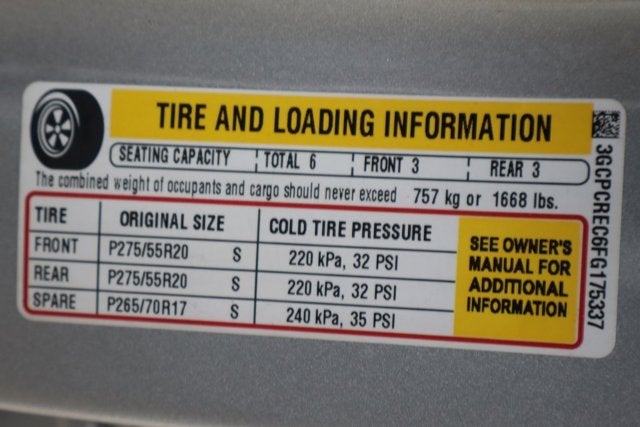 TIRE AND LOADING INFORMATION
SEATING CAPACITY TOTAL 6 FRONT 3 REAR 3
The combined weight of occupants and cargo should never exceed 757 kg or 1668 lbs.
TIRE ORIGINAL SIZE COLD TIRE PRESSURE
FRONT P275/55R20 S 220 kPa, 32 PSI
REAR P275/55R20 S 220 kPa, 32 PSI
SPARE P265/70R17 S 240 kPa, 35 PSI
SEE OWNER'S
MANUAL FOR
ADDITIONAL
INFORMATION
3GCPCREC6FG175337